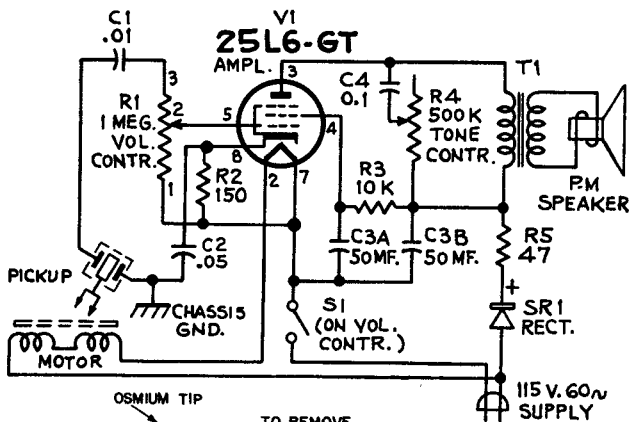 C1
.01
V1
25L6-GT
AMPL.
3
C4
0.1
T1
3
R1
1 MEG.
VOL.
CONTR.
2
1
5
4
8
2
7
R4
500K
TONE
CONTR.
R2
150
R3
10K
P.M
SPEAKER
C2
.05
C3A
50MF.
C3B
50MF.
R5
47
PICKUP
CHASSIS
GND.
S1
(ON VOL.
CONTR.)
+
SR1
RECT.
MOTOR
115 V. 60~
SUPPLY
OSMIUM TIP
TO REMOVE